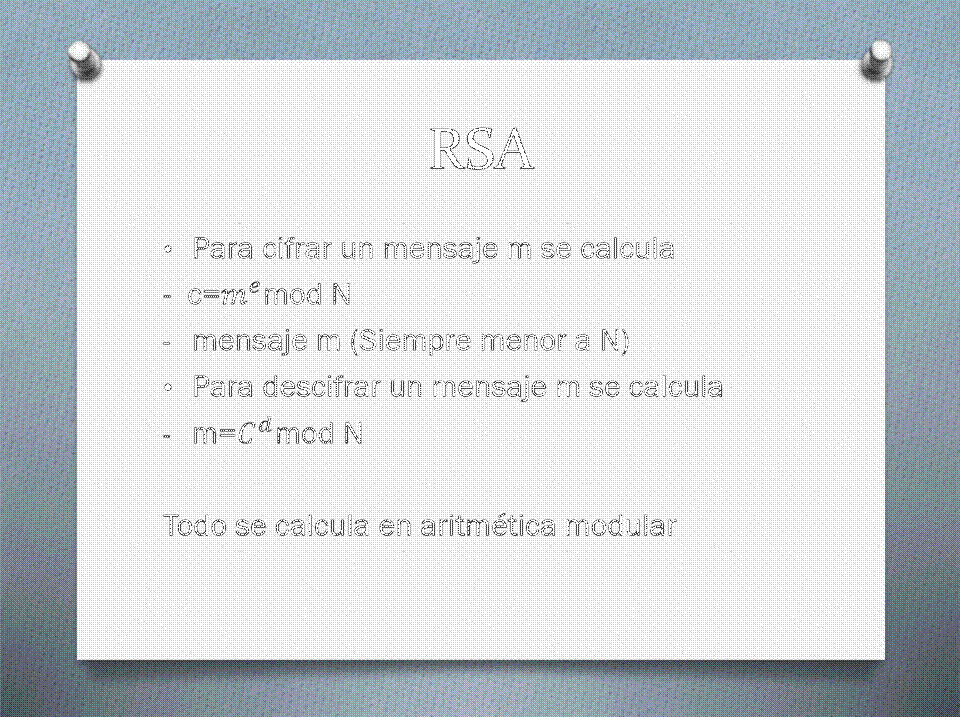 RSA
• Para cifrar un mensaje m se calcula
- c=m^e mod N
- mensaje m (Siempre menor a N)
• Para descifrar un mensaje m se calcula
- m=C^d mod N
Todo se calcula en aritmética modular